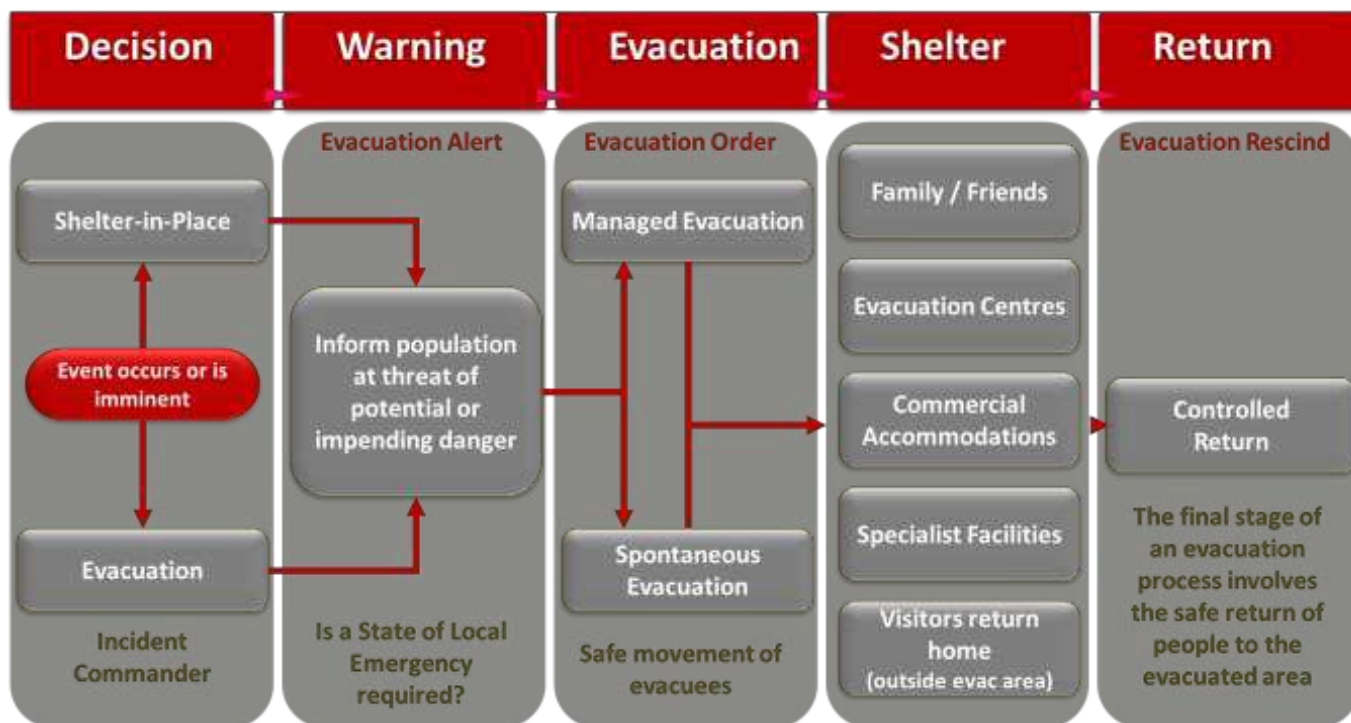 Decision
Warning
Evacuation
Shelter
Return
Shelter-in-Place
Event occurs or is
imminent
Evacuation
Incident
Commander
Evacuation Alert
Inform population
at threat of
potential or
impending danger
Is a State of Local
Emergency
required?
Evacuation Order
Managed Evacuation
Spontaneous
Evacuation
Safe movement of
evacuees
Family / Friends
Evacuation Centres
Commercial
Accommodations
Specialist Facilities
Visitors return
home
(outside evac area)
Evacuation Rescind
Controlled
Return
The final stage of
an evacuation
process involves
the safe return of
people to the
evacuated area